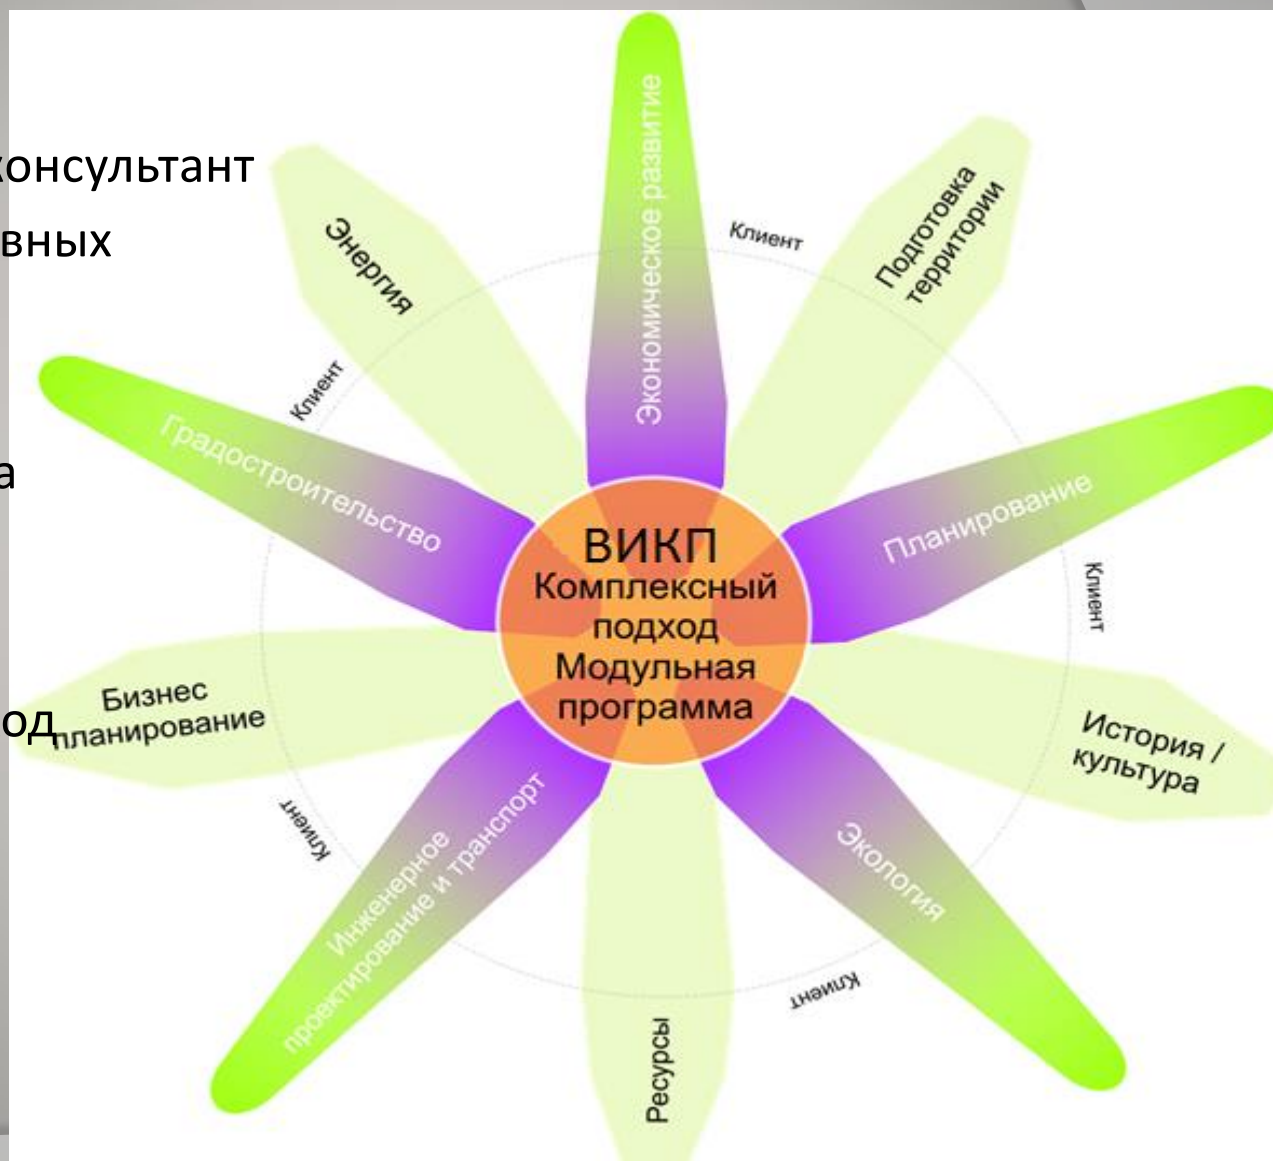 консультант
вных
а
од
Экономическое развитие
Клиент
Подготовка
территории
Энергия
Клиент
Градостроительство
Планирование
Клиент
ВИКП
Комплексный
подход
Модульная
программа
Бизнес
планирование
История /
культура
Клиент
Инженерное
проектирование и транспорт
Экология
Клиент
Ресурсы